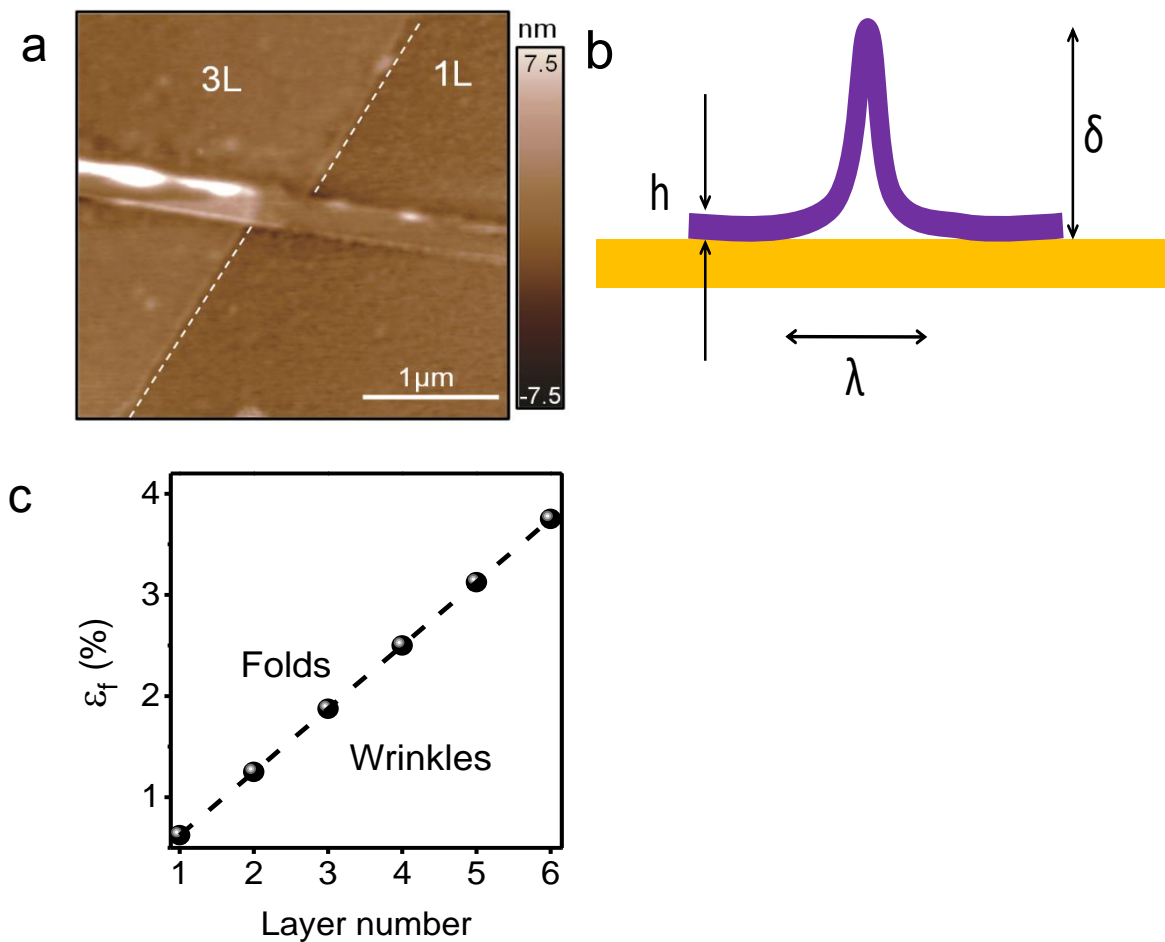 a
3L
1L
nm
7.5
-7.5
1μm
b
h
δ
λ
c
εf (%)
4
3
2
1
Folds
Wrinkles
1 2 3 4 5 6
Layer number